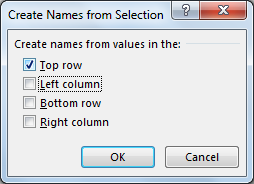 Create Names from Selection
Create names from values in the:
Top row
Left column
Bottom row
Right column
OK Cancel